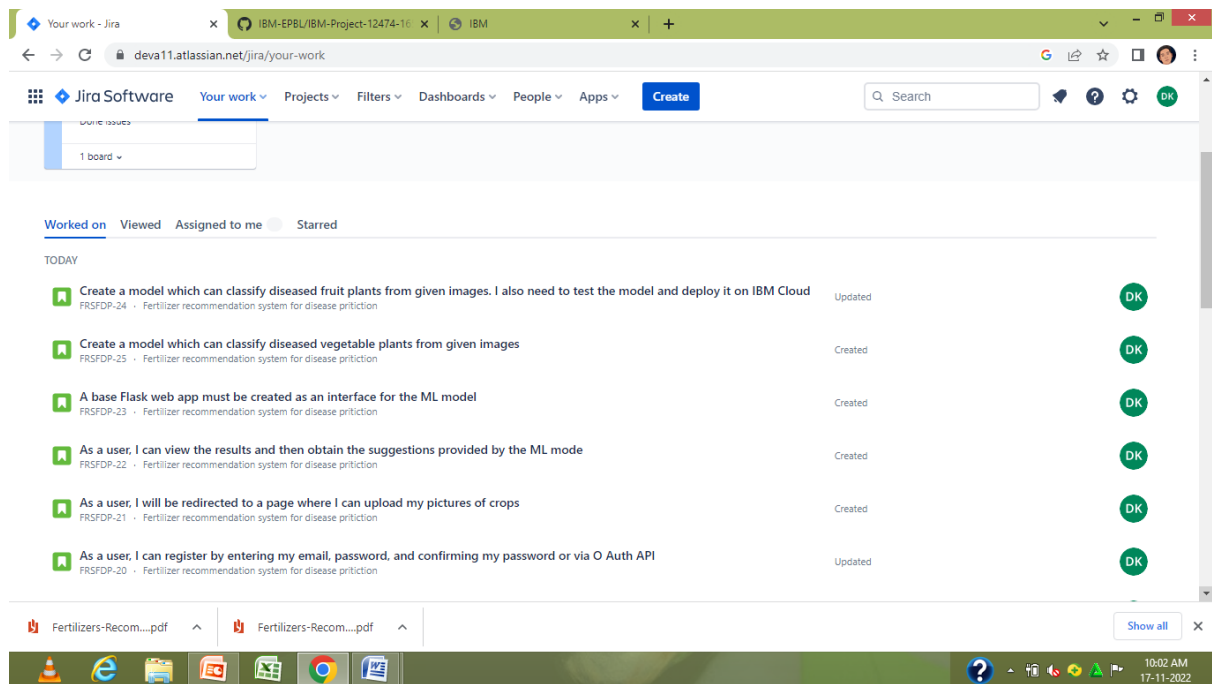 Your work - Jira
IBM-EPBL/IBM-Project-12474-16
IBM
deva11.atlassian.net/jira/your-work
Jira Software
Your work
Projects
Filters
Dashboards
People
Apps
Create
Search
DK
Done issues
1 board
Worked on
Viewed
Assigned to me
Starred
TODAY
Create a model which can classify diseased fruit plants from given images. I also need to test the model and deploy it on IBM Cloud
FRSFDP-24 · Fertilizer recommendation system for disease pritiction
Updated
DK
Create a model which can classify diseased vegetable plants from given images
FRSFDP-25 · Fertilizer recommendation system for disease pritiction
Created
DK
A base Flask web app must be created as an interface for the ML model
FRSFDP-23 · Fertilizer recommendation system for disease pritiction
Created
DK
As a user, I can view the results and then obtain the suggestions provided by the ML mode
FRSFDP-22 · Fertilizer recommendation system for disease pritiction
Created
DK
As a user, I will be redirected to a page where I can upload my pictures of crops
FRSFDP-21 · Fertilizer recommendation system for disease pritiction
Created
DK
As a user, I can register by entering my email, password, and confirming my password or via O Auth API
FRSFDP-20 · Fertilizer recommendation system for disease pritiction
Updated
DK
Fertilizers-Recom....pdf
Fertilizers-Recom....pdf
Show all
10:02 AM
17-11-2022